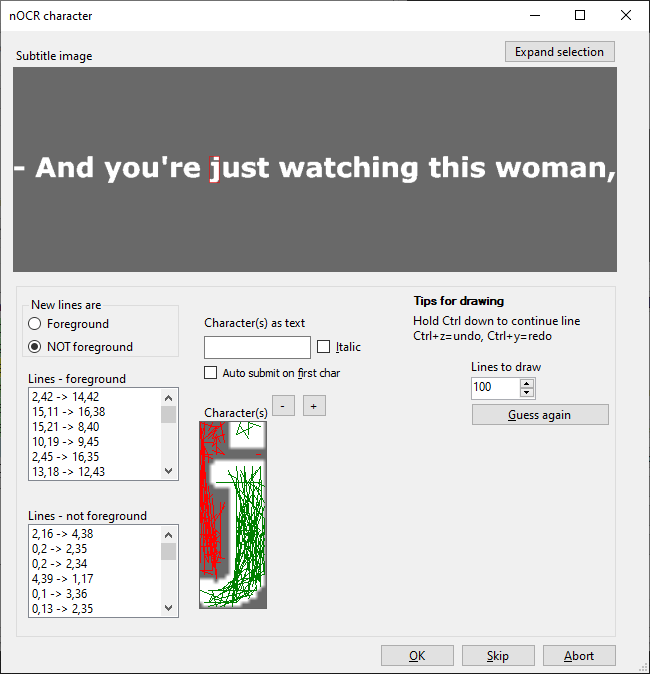 nOCR character
Subtitle image
Expand selection
- And you're just watching this woman,
New lines are
Foreground
NOT foreground
Lines - foreground
2,42 -> 14,42
15,11 -> 16,38
15,21 -> 8,40
10,19 -> 9,45
2,45 -> 16,35
13,18 -> 12,43
Lines - not foreground
2,16 -> 4,38
0,2 -> 2,35
0,2 -> 2,34
4,39 -> 1,17
0,1 -> 3,36
0,13 -> 2,35
Character(s) as text
Italic
Auto submit on first char
Character(s)
-
+
j
Tips for drawing
Hold Ctrl down to continue line
Ctrl+z=undo, Ctrl+y=redo
Lines to draw
100
Guess again
OK
Skip
Abort